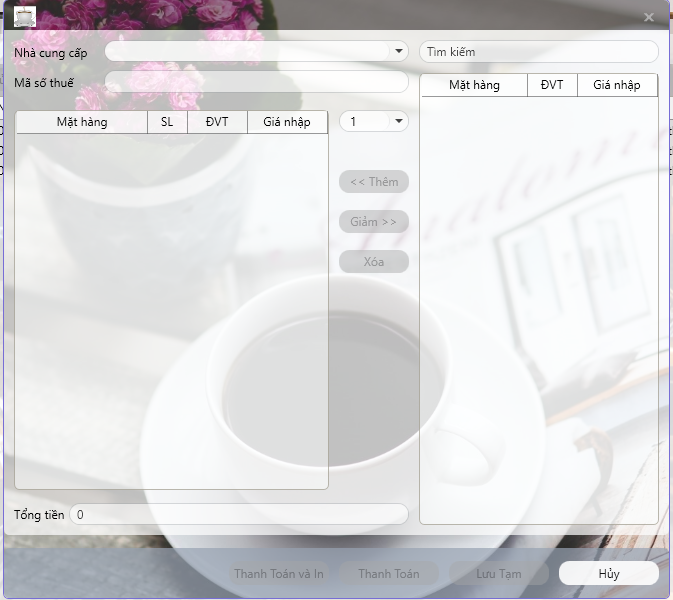 Nhà cung cấp
Tìm kiếm
Mã số thuế
Mặt hàng ĐVT Giá nhập
Mặt hàng SL ĐVT Giá nhập
1
<< Thêm
Giảm >>
Xóa
Tổng tiền 0
Thanh Toán và In Thanh Toán Lưu Tạm Hủy